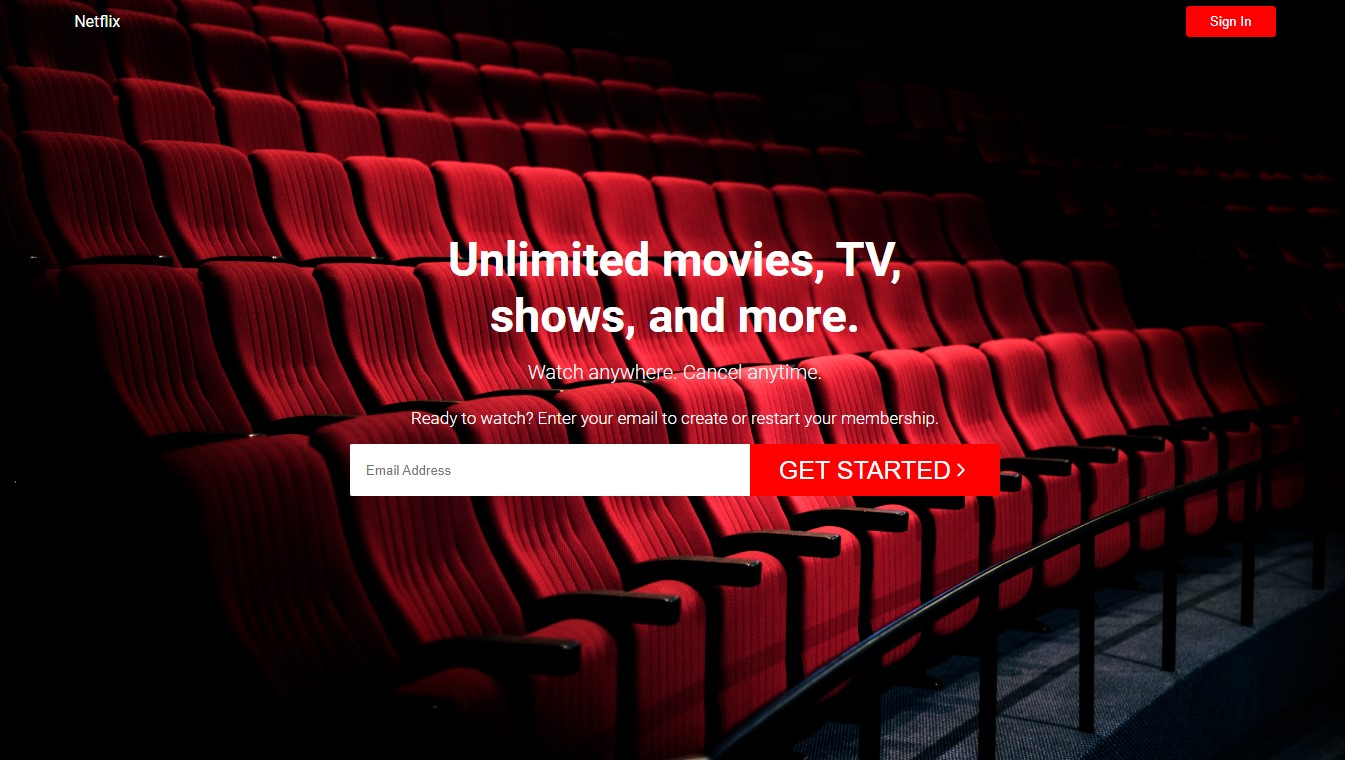 Netflix
Sign In
Unlimited movies, TV,
shows, and more.
Watch anywhere. Cancel anytime.
Ready to watch? Enter your email to create or restart your membership.
Email Address
GET STARTED